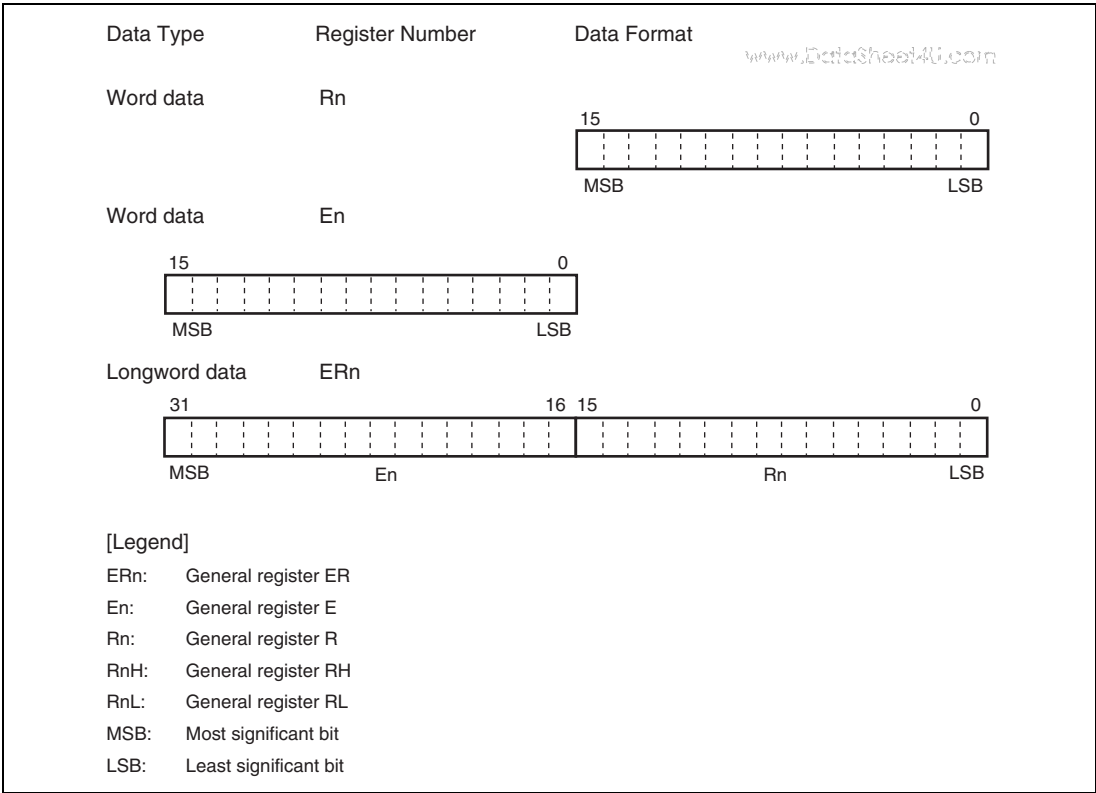 Data Type Register Number Data Format
www.DataSheet4U.com
Word data Rn
15 0
MSB LSB
Word data En
15 0
MSB LSB
Longword data ERn
31 16 15 0
MSB En Rn LSB
[Legend]
ERn: General register ER
En: General register E
Rn: General register R
RnH: General register RH
RnL: General register RL
MSB: Most significant bit
LSB: Least significant bit